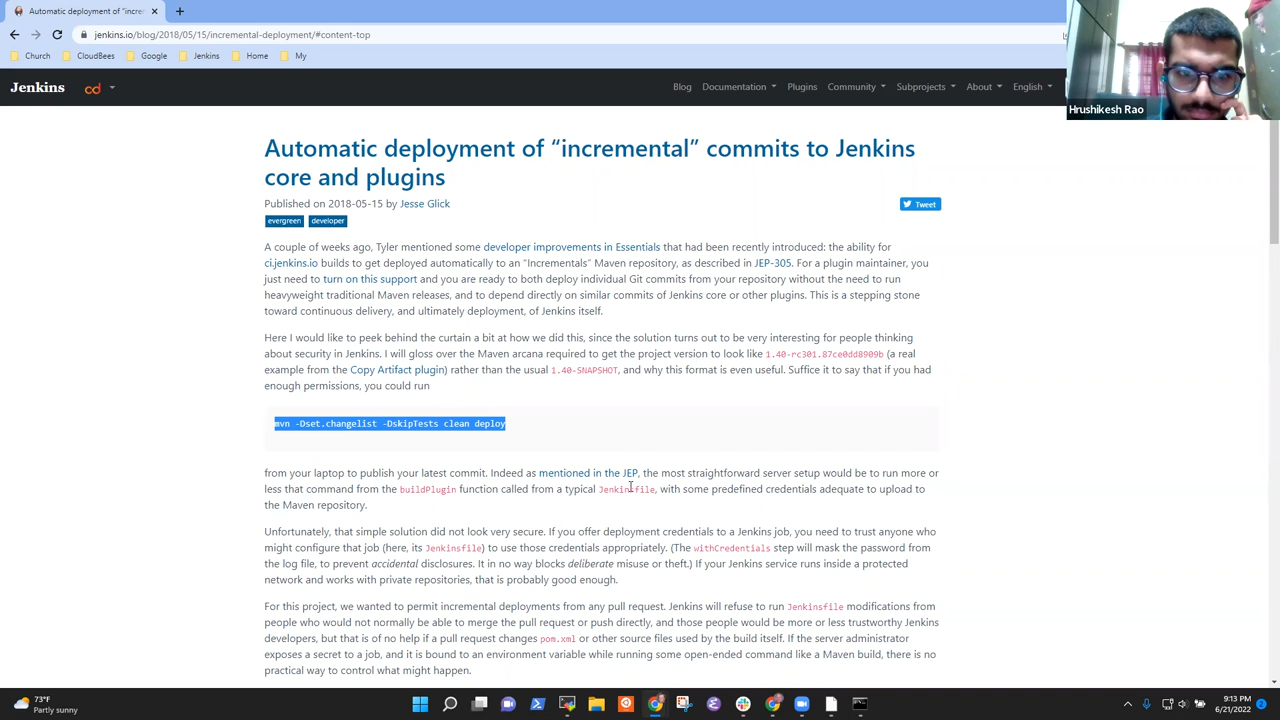 Automatic deployment of "incre
jenkins.io/blog/2018/05/15/incremental-deployment/#content-top
Church
CloudBees
Google
Jenkins
Home
My
Hrushikesh Rao
Jenkins
cd
Blog
Documentation
Plugins
Community
Subprojects
About
English
Automatic deployment of “incremental” commits to Jenkins
core and plugins
Published on 2018-05-15 by Jesse Glick
Tweet
evergreen
developer
A couple of weeks ago, Tyler mentioned some developer improvements in Essentials that had been recently introduced: the ability for
ci.jenkins.io builds to get deployed automatically to an “Incrementals” Maven repository, as described in JEP-305. For a plugin maintainer, you
just need to turn on this support and you are ready to both deploy individual Git commits from your repository without the need to run
heavyweight traditional Maven releases, and to depend directly on similar commits of Jenkins core or other plugins. This is a stepping stone
toward continuous delivery, and ultimately deployment, of Jenkins itself.
Here I would like to peek behind the curtain a bit at how we did this, since the solution turns out to be very interesting for people thinking
about security in Jenkins. I will gloss over the Maven arcana required to get the project version to look like 1.40-rc301.87ce0dd8909b (a real
example from the Copy Artifact plugin) rather than the usual 1.40-SNAPSHOT, and why this format is even useful. Suffice it to say that if you had
enough permissions, you could run
mvn -Dset.changelist -DskipTests clean deploy
from your laptop to publish your latest commit. Indeed as mentioned in the JEP, the most straightforward server setup would be to run more or
less that command from the buildPlugin function called from a typical Jenkinsfile, with some predefined credentials adequate to upload to
the Maven repository.
Unfortunately, that simple solution did not look very secure. If you offer deployment credentials to a Jenkins job, you need to trust anyone who
might configure that job (here, its Jenkinsfile) to use those credentials appropriately. (The withCredentials step will mask the password from
the log file, to prevent accidental disclosures. It in no way blocks deliberate misuse or theft.) If your Jenkins service runs inside a protected
network and works with private repositories, that is probably good enough.
For this project, we wanted to permit incremental deployments from any pull request. Jenkins will refuse to run Jenkinsfile modifications from
people who would not normally be able to merge the pull request or push directly, and those people would be more or less trustworthy Jenkins
developers, but that is of no help if a pull request changes pom.xml or other source files used by the build itself. If the server administrator
exposes a secret to a job, and it is bound to an environment variable while running some open-ended command like a Maven build, there is no
practical way to control what might happen.
73°F
Partly sunny
9:13 PM
6/21/2022
2